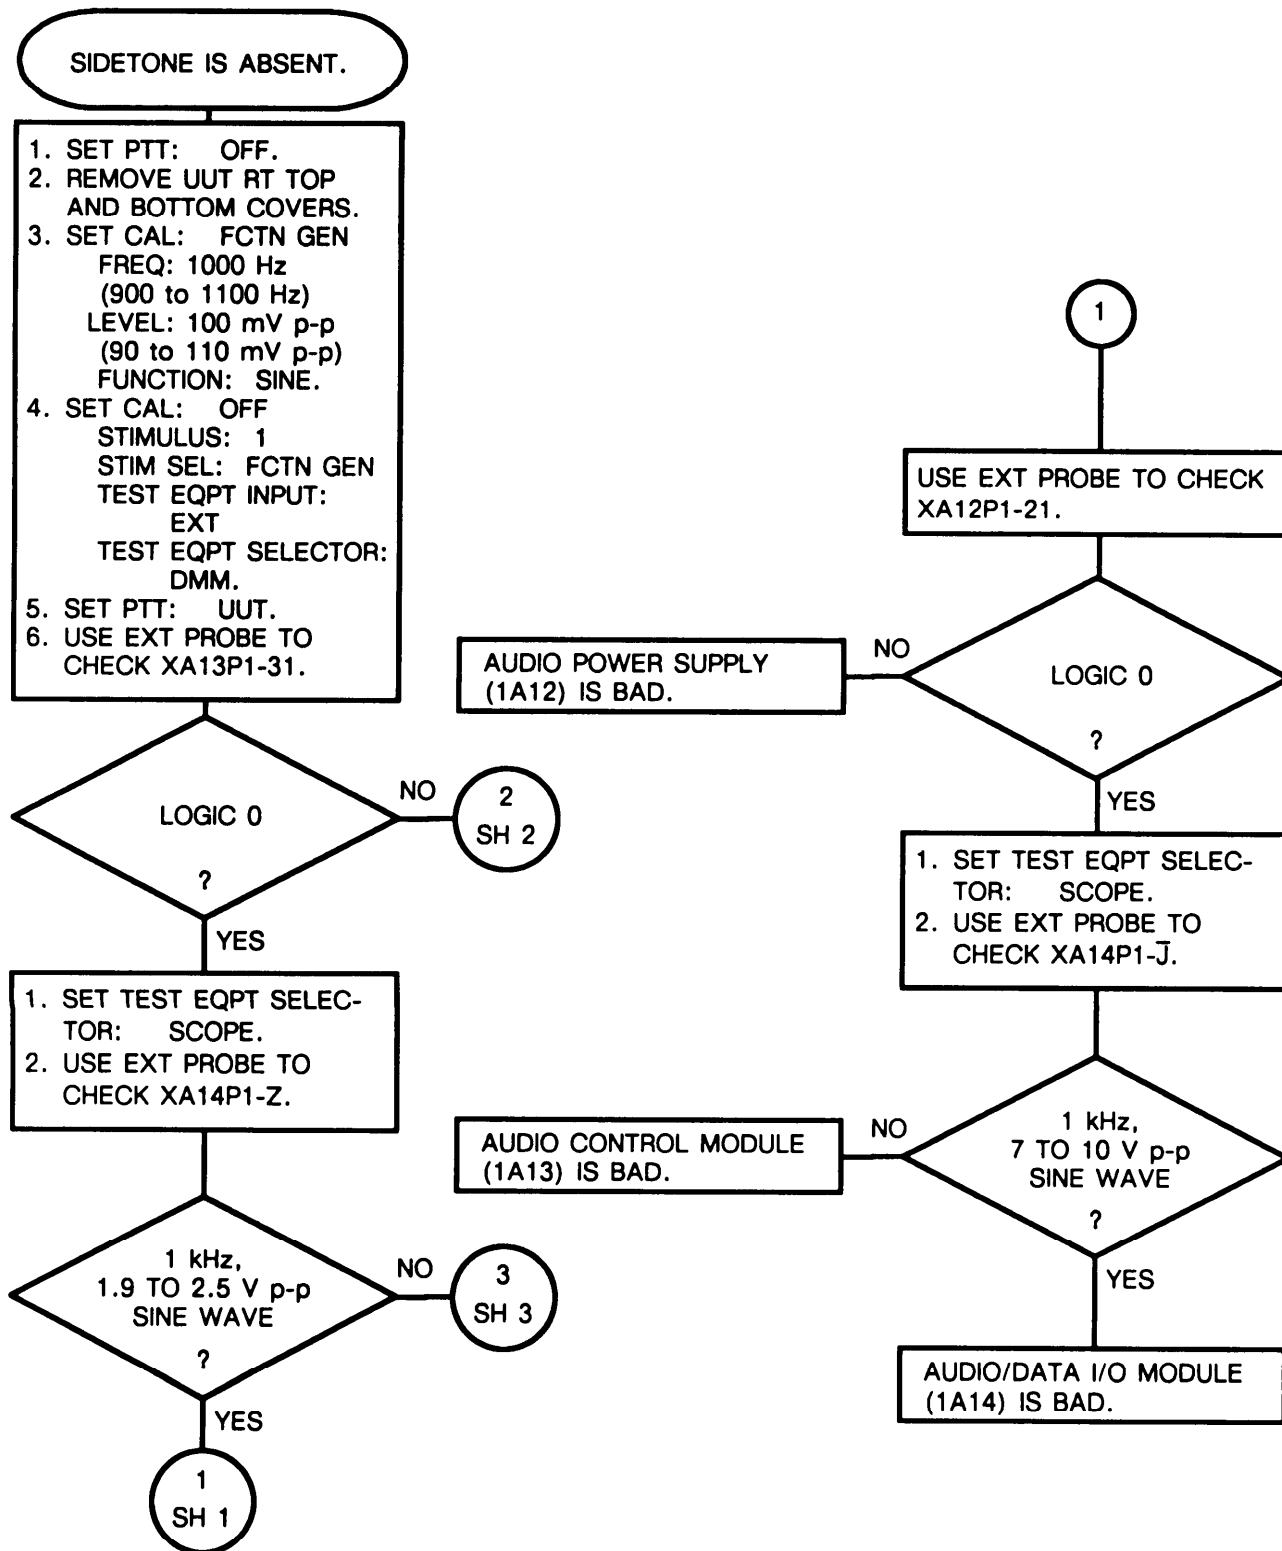 SIDETONE IS ABSENT.
1. SET PTT: OFF.
2. REMOVE UUT RT TOP
AND BOTTOM COVERS.
3. SET CAL: FCTN GEN
FREQ: 1000 Hz
(900 to 1100 Hz)
LEVEL: 100 mV p-p
(90 to 110 mV p-p)
FUNCTION: SINE.
4. SET CAL: OFF
STIMULUS: 1
STIM SEL: FCTN GEN
TEST EQPT INPUT:
EXT
TEST EQPT SELECTOR:
DMM.
5. SET PTT: UUT.
6. USE EXT PROBE TO
CHECK XA13P1-31.
LOGIC 0
?
NO
2
SH 2
YES
1. SET TEST EQPT SELEC-
TOR: SCOPE.
2. USE EXT PROBE TO
CHECK XA14P1-Z.
1 kHz,
1.9 TO 2.5 V p-p
SINE WAVE
?
NO
3
SH 3
YES
1
SH 1
1
USE EXT PROBE TO CHECK
XA12P1-21.
LOGIC 0
?
NO
AUDIO POWER SUPPLY
(1A12) IS BAD.
YES
1. SET TEST EQPT SELEC-
TOR: SCOPE.
2. USE EXT PROBE TO
CHECK XA14P1-J̅.
1 kHz,
7 TO 10 V p-p
SINE WAVE
?
NO
AUDIO CONTROL MODULE
(1A13) IS BAD.
YES
AUDIO/DATA I/O MODULE
(1A14) IS BAD.